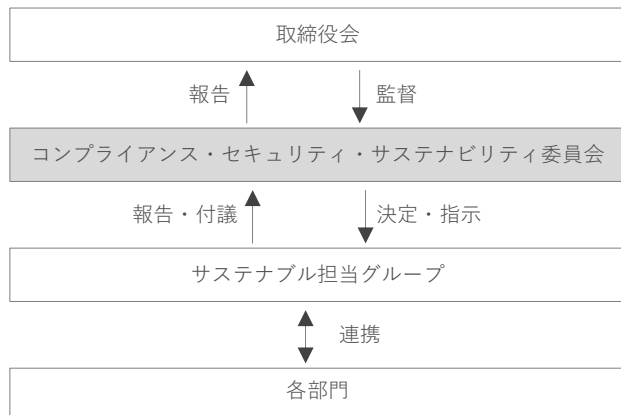 取締役会
報告
監督
コンプライアンス・セキュリティ・サステナビリティ委員会
報告・付議
決定・指示
サステナブル担当グループ
連携
各部門